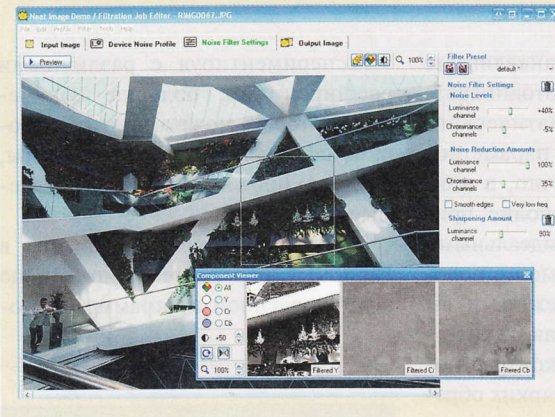 Neat Image Demo / Filtration Job Editor - RIMG0067.JPG
Input Image
Device Noise Profile
Noise Filter Settings
Output Image
Preview
100%
Filter Preset
default *
Noise Filter Settings
Noise Levels
Luminance channel +40%
Chrominance channels -5%
Noise Reduction Amounts
Luminance channel 100%
Chrominance channels 35%
Smooth edges Very low freq
Sharpening Amount
Luminance channel 90%
Component Viewer
All
Y
Cr
Cb
+50
100%
Filtered Y
Filtered Cr
Filtered Cb